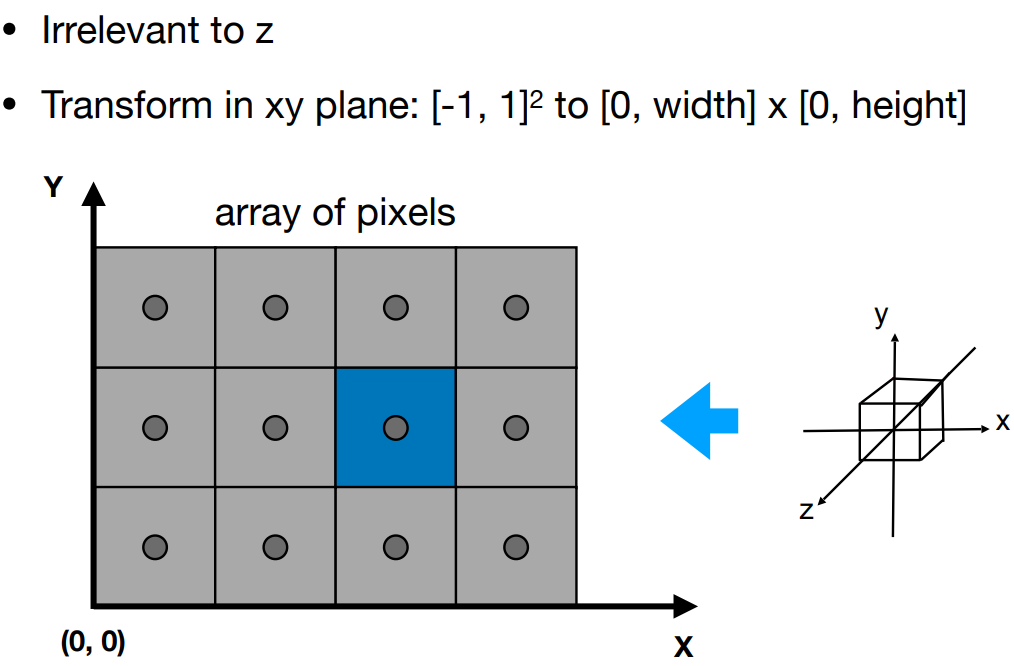 • Irrelevant to z
• Transform in xy plane: [-1, 1]² to [0, width] x [0, height]
Y
array of pixels
y
x
z
(0, 0)
X